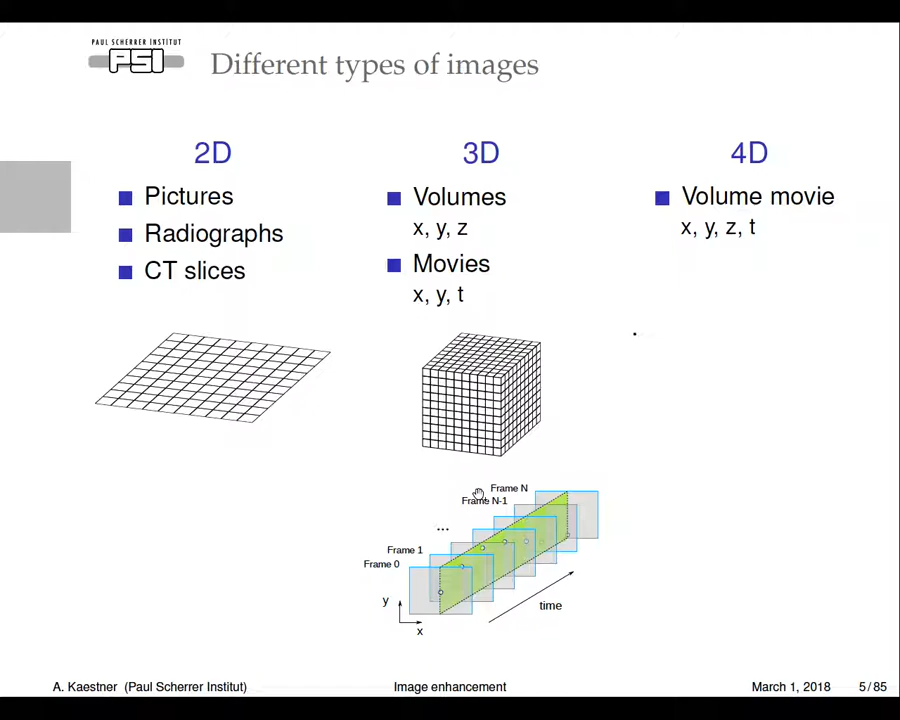 PAUL SCHERRER INSTITUT
PSI
Different types of images
2D
Pictures
Radiographs
CT slices
3D
Volumes
x, y, z
Movies
x, y, t
4D
Volume movie
x, y, z, t
Frame N
Frame N-1
...
Frame 1
Frame 0
y
x
time
A. Kaestner (Paul Scherrer Institut)
Image enhancement
March 1, 2018
5 / 85